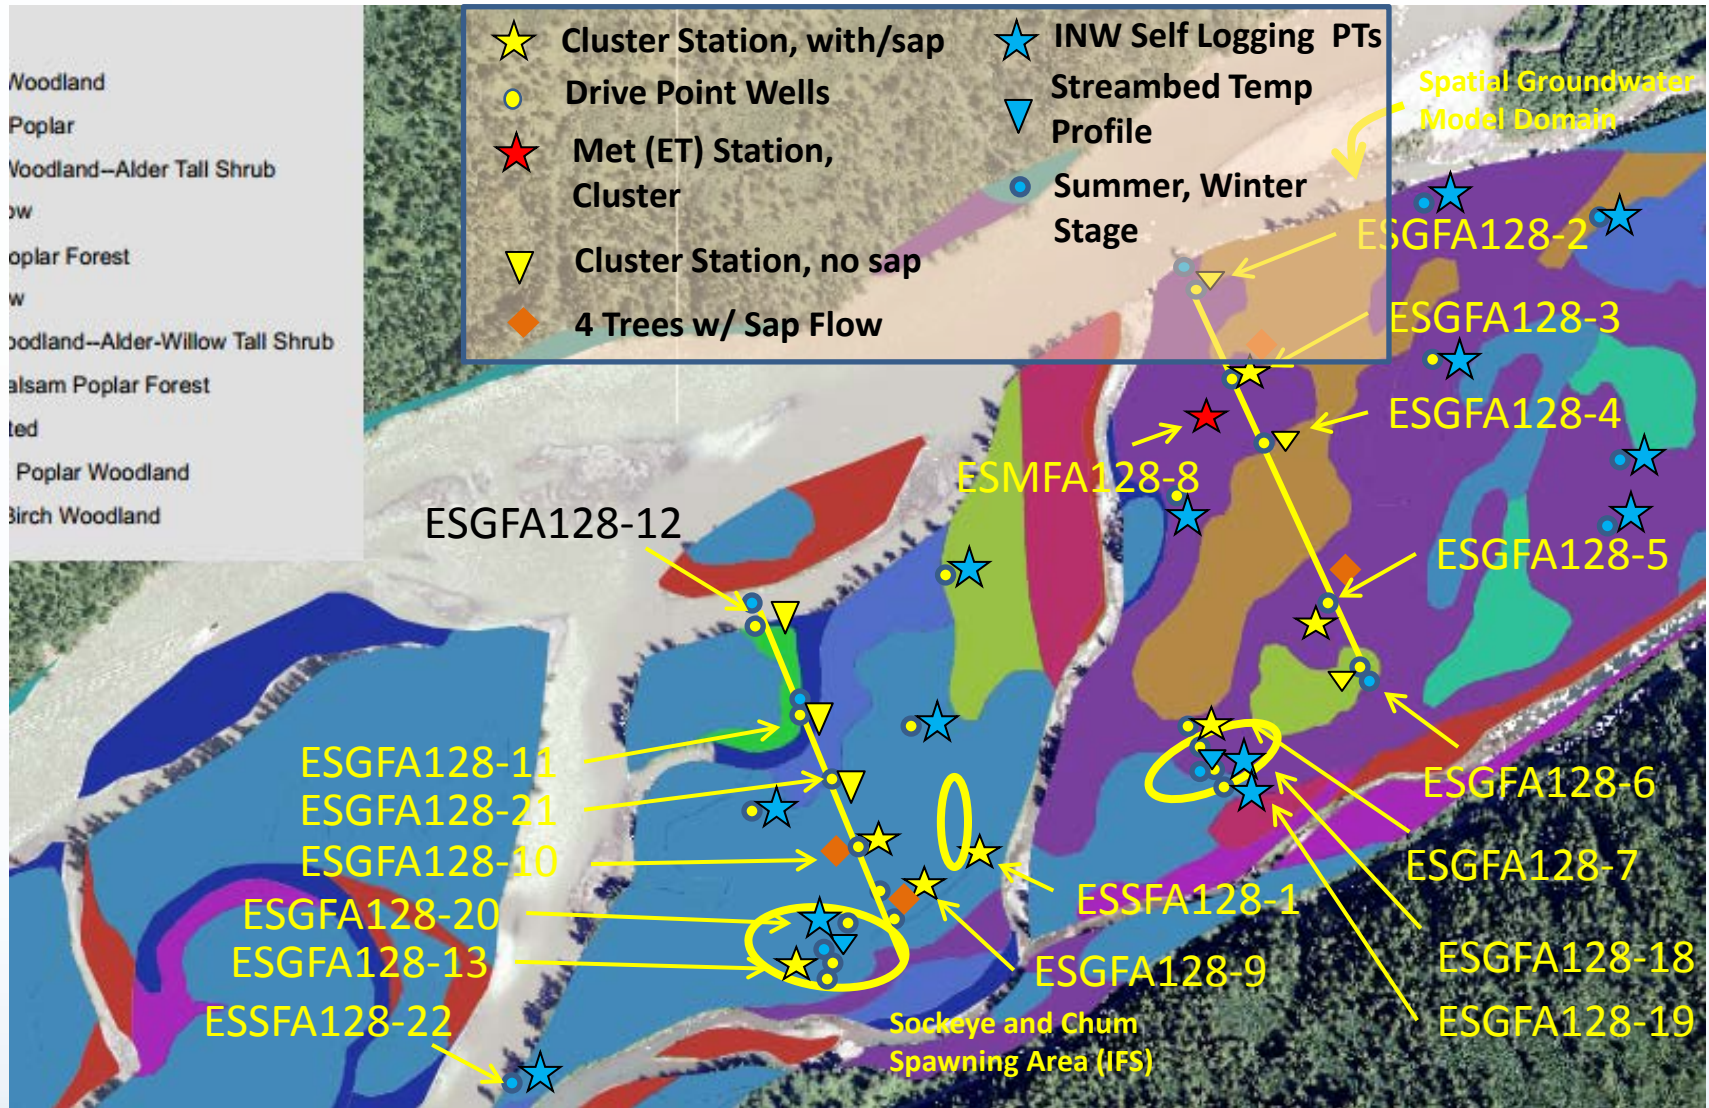 Woodland
Poplar
Woodland--Alder Tall Shrub
ow
oplar Forest
w
oodland--Alder-Willow Tall Shrub
alsam Poplar Forest
ted
Poplar Woodland
Birch Woodland
Cluster Station, with/sap
Drive Point Wells
Met (ET) Station,
Cluster
Cluster Station, no sap
4 Trees w/ Sap Flow
INW Self Logging PTs
Streambed Temp
Profile
Summer, Winter
Stage
Spatial Groundwater
Model Domain
ESGFA128-2
ESGFA128-3
ESGFA128-4
ESMFA128-8
ESGFA128-12
ESGFA128-5
ESGFA128-11
ESGFA128-21
ESGFA128-10
ESGFA128-20
ESGFA128-13
ESSFA128-22
ESGFA128-6
ESGFA128-7
ESSFA128-1
ESGFA128-9
ESGFA128-18
ESGFA128-19
Sockeye and Chum
Spawning Area (IFS)